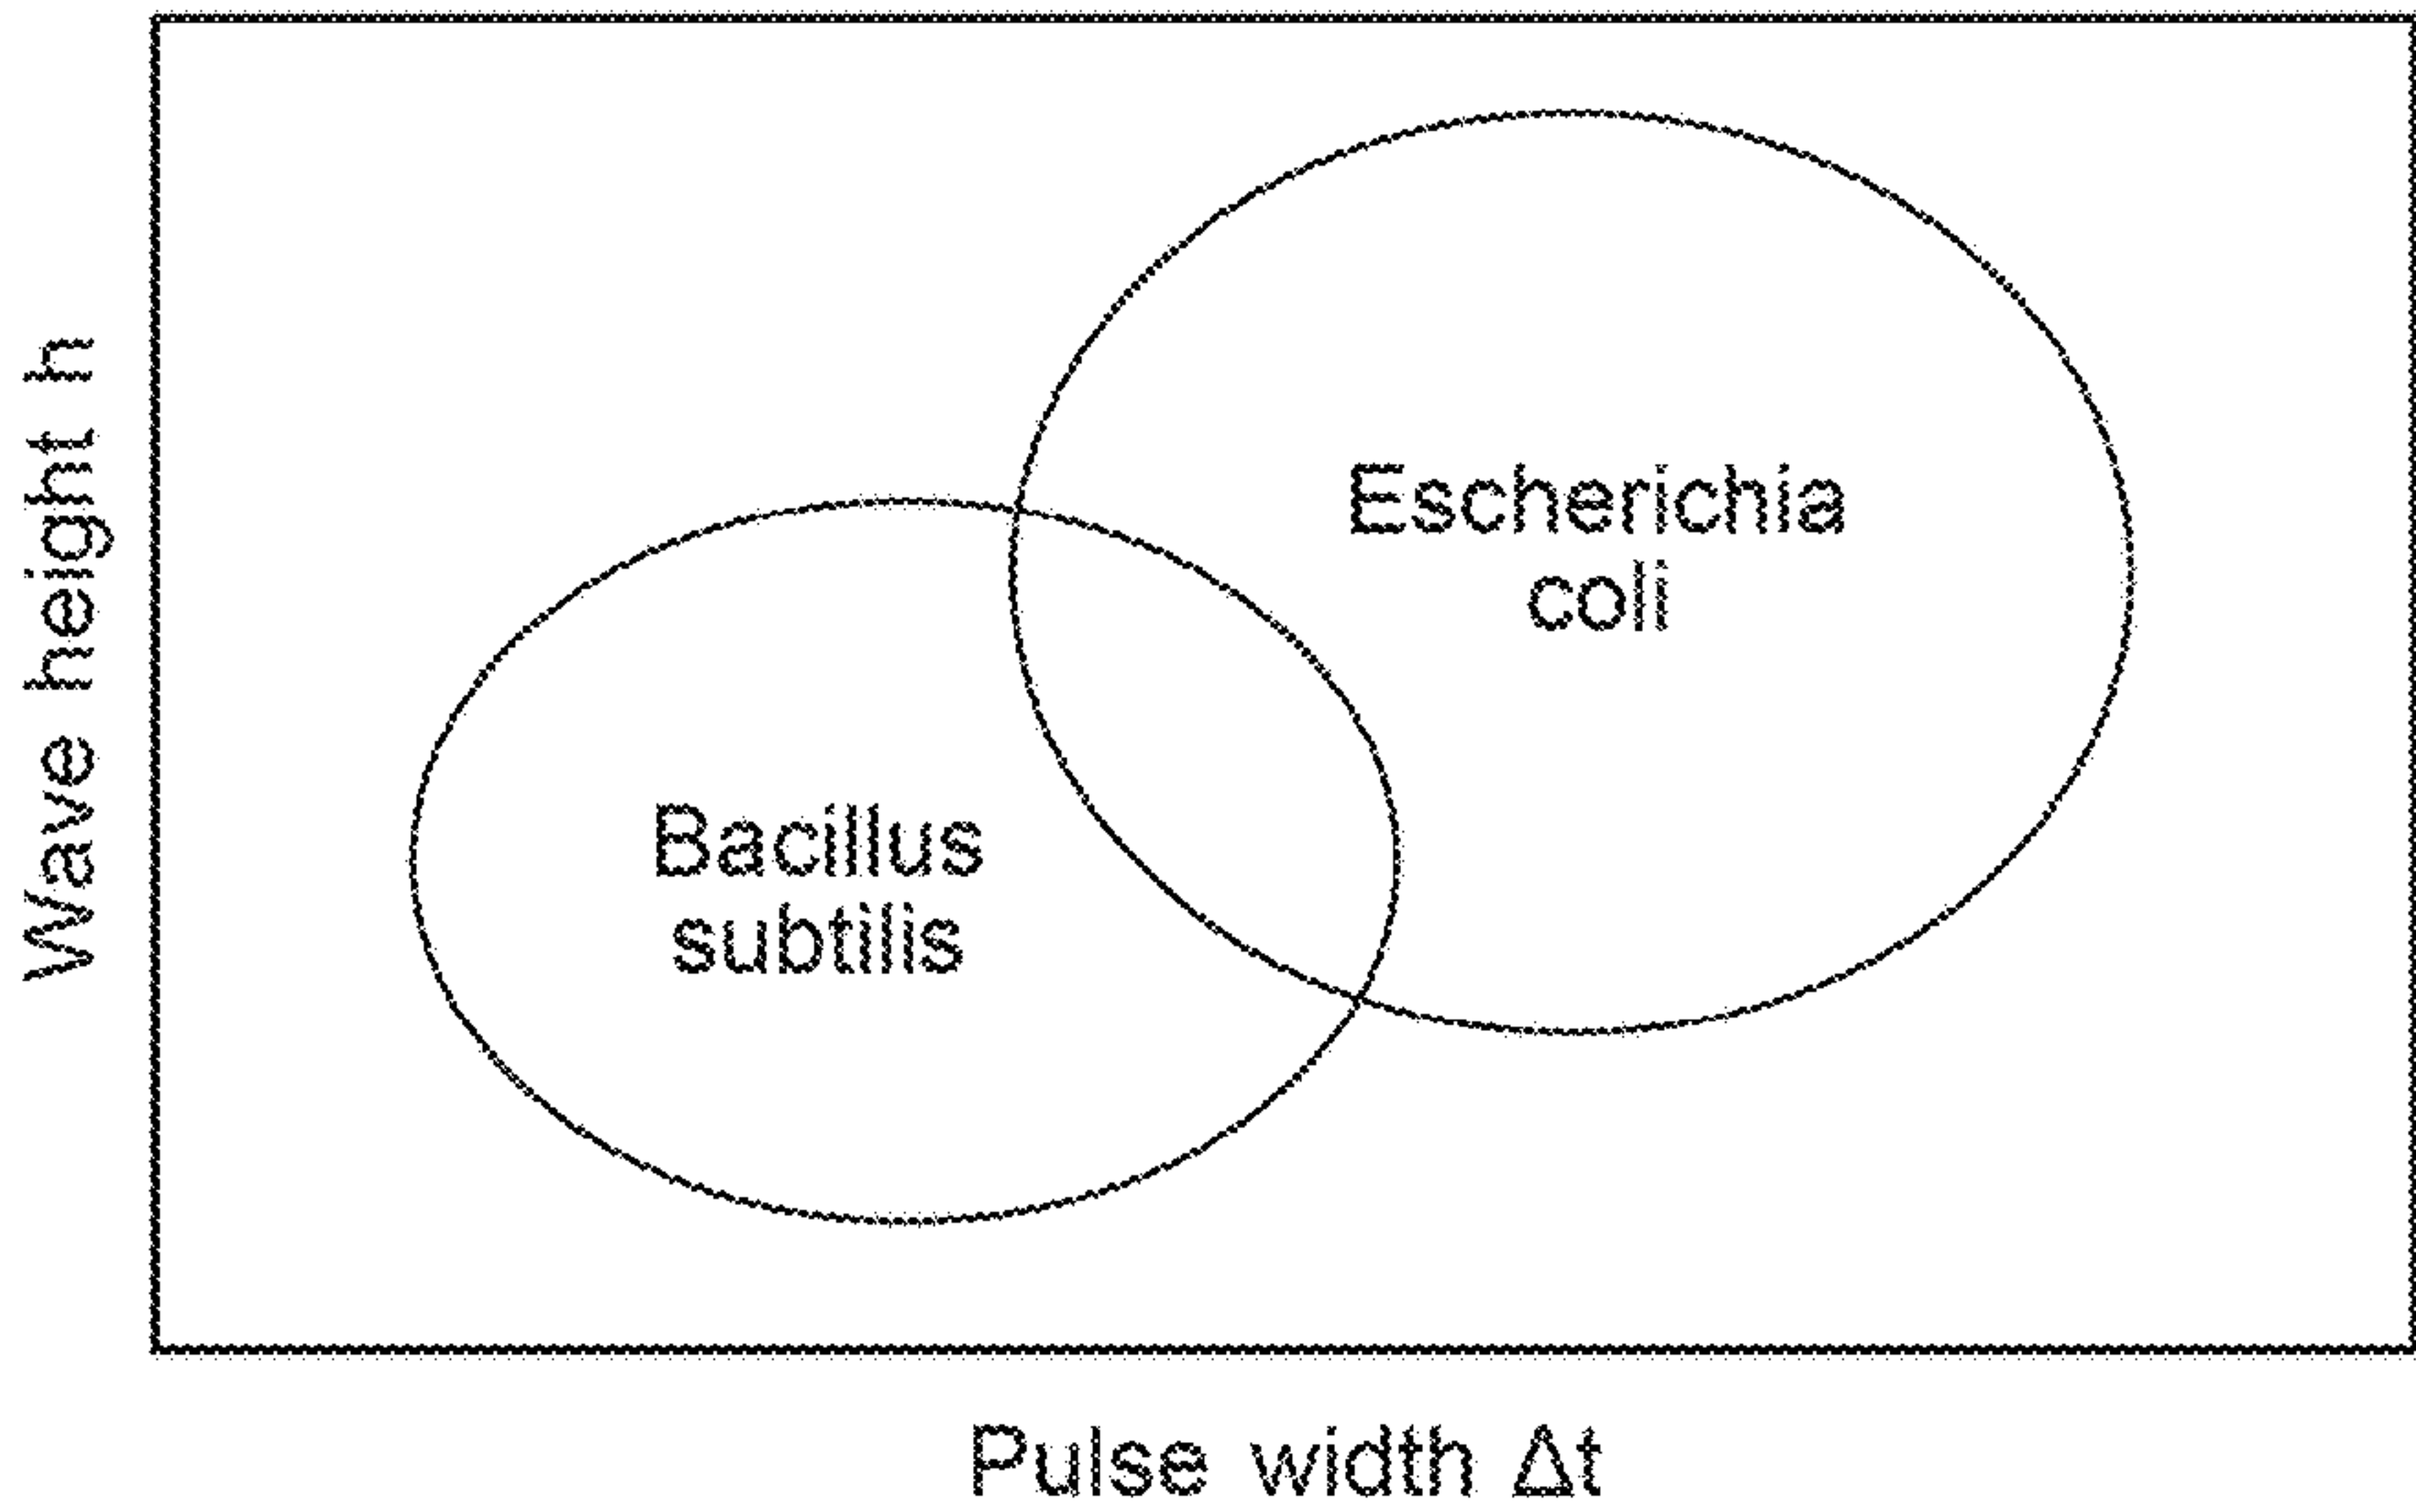 Wave height h
Escherichia
coli
Bacillus
subtilis
Pulse width Δt